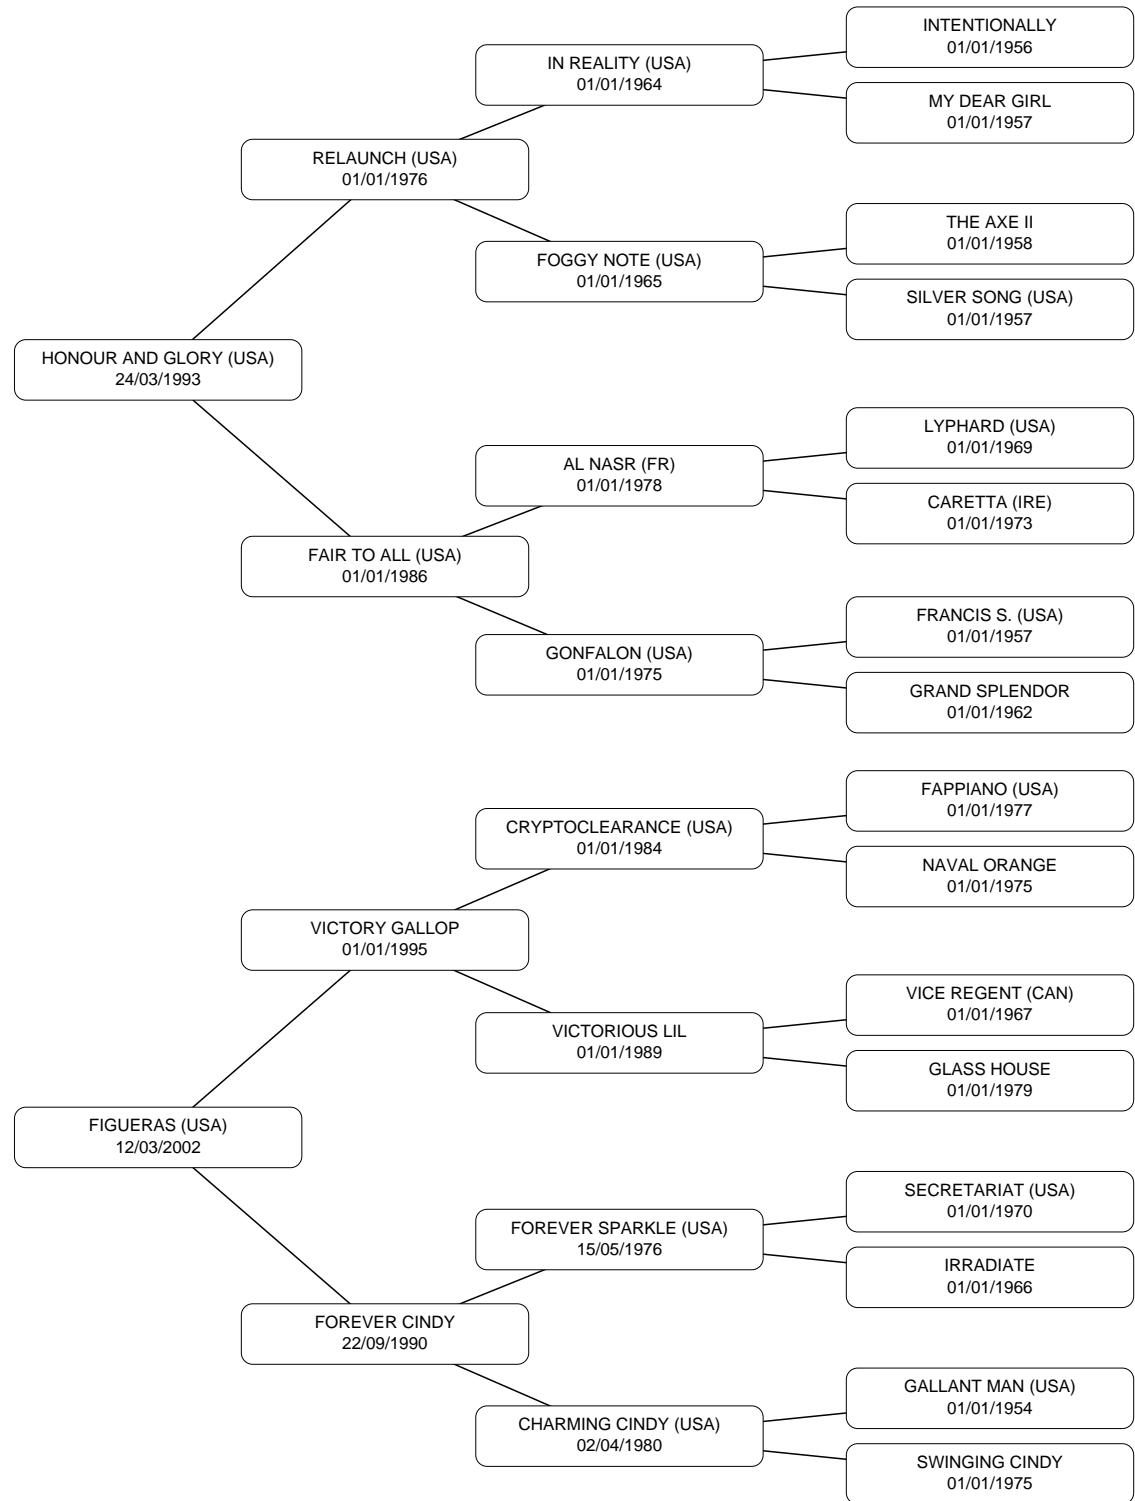 INTENTIONALLY
01/01/1956
IN REALITY (USA)
01/01/1964
MY DEAR GIRL
01/01/1957
RELAUNCH (USA)
01/01/1976
THE AXE II
01/01/1958
FOGGY NOTE (USA)
01/01/1965
SILVER SONG (USA)
01/01/1957
HONOUR AND GLORY (USA)
24/03/1993
LYPHARD (USA)
01/01/1969
AL NASR (FR)
01/01/1978
CARETTA (IRE)
01/01/1973
FAIR TO ALL (USA)
01/01/1986
FRANCIS S. (USA)
01/01/1957
GONFALON (USA)
01/01/1975
GRAND SPLENDOR
01/01/1962
FAPPIANO (USA)
01/01/1977
CRYPTOCLEARANCE (USA)
01/01/1984
NAVAL ORANGE
01/01/1975
VICTORY GALLOP
01/01/1995
VICE REGENT (CAN)
01/01/1967
VICTORIOUS LIL
01/01/1989
GLASS HOUSE
01/01/1979
FIGUERAS (USA)
12/03/2002
SECRETARIAT (USA)
01/01/1970
FOREVER SPARKLE (USA)
15/05/1976
IRRADIATE
01/01/1966
FOREVER CINDY
22/09/1990
GALLANT MAN (USA)
01/01/1954
CHARMING CINDY (USA)
02/04/1980
SWINGING CINDY
01/01/1975